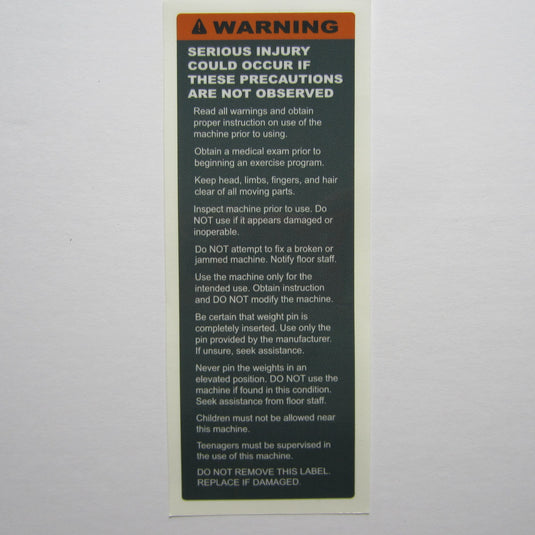 WARNING
SERIOUS INJURY
COULD OCCUR IF
THESE PRECAUTIONS
ARE NOT OBSERVED
Read all warnings and obtain
proper instruction on use of the
machine prior to using.
Obtain a medical exam prior to
beginning an exercise program.
Keep head, limbs, fingers, and hair
clear of all moving parts.
Inspect machine prior to use. Do
NOT use if it appears damaged or
inoperable.
Do NOT attempt to fix a broken or
jammed machine. Notify floor staff.
Use the machine only for the
intended use. Obtain instruction
and DO NOT modify the machine.
Be certain that weight pin is
completely inserted. Use only the
pin provided by the manufacturer.
If unsure, seek assistance.
Never pin the weights in an
elevated position. DO NOT use the
machine if found in this condition.
Seek assistance from floor staff.
Children must not be allowed near
this machine.
Teenagers must be supervised in
the use of this machine.
DO NOT REMOVE THIS LABEL.
REPLACE IF DAMAGED.